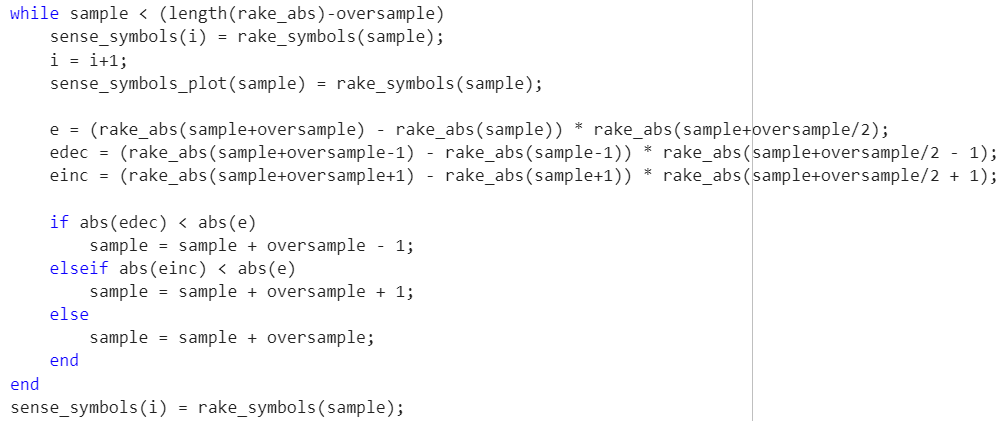 while sample < (length(rake_abs)-oversample)
    sense_symbols(i) = rake_symbols(sample);
    i = i+1;
    sense_symbols_plot(sample) = rake_symbols(sample);

    e = (rake_abs(sample+oversample) - rake_abs(sample)) * rake_abs(sample+oversample/2);
    edec = (rake_abs(sample+oversample-1) - rake_abs(sample-1)) * rake_abs(sample+oversample/2 - 1);
    einc = (rake_abs(sample+oversample+1) - rake_abs(sample+1)) * rake_abs(sample+oversample/2 + 1);

    if abs(edec) < abs(e)
        sample = sample + oversample - 1;
    elseif abs(einc) < abs(e)
        sample = sample + oversample + 1;
    else
        sample = sample + oversample;
    end
end
sense_symbols(i) = rake_symbols(sample);